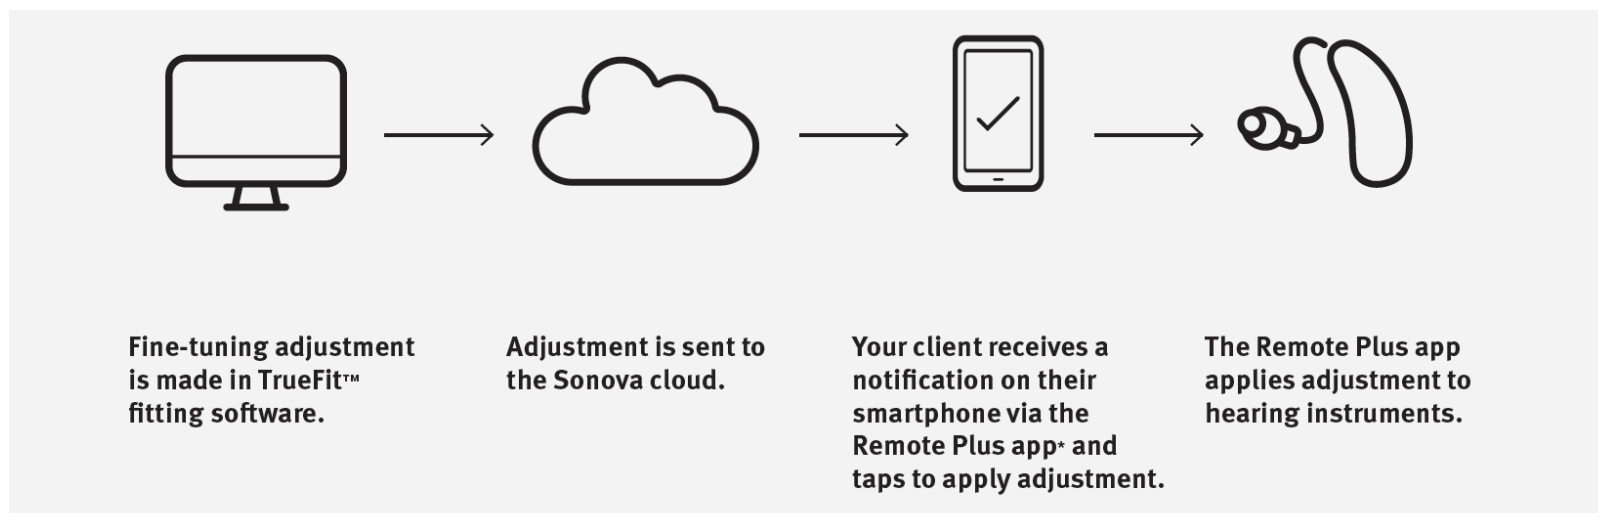 Fine-tuning adjustment
is made in TrueFit™
fitting software.
Adjustment is sent to
the Sonova cloud.
Your client receives a
notification on their
smartphone via the
Remote Plus app* and
taps to apply adjustment.
The Remote Plus app
applies adjustment to
hearing instruments.